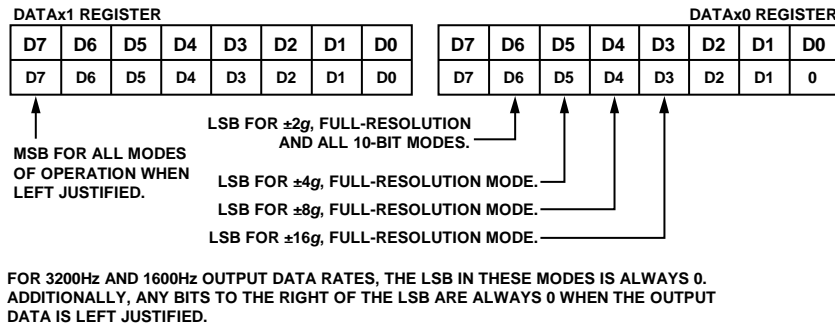 DATAx1 REGISTER
DATAx0 REGISTER
D7 D6 D5 D4 D3 D2 D1 D0
D7 D6 D5 D4 D3 D2 D1 D0
D7 D6 D5 D4 D3 D2 D1 D0
D7 D6 D5 D4 D3 D2 D1 0
MSB FOR ALL MODES
OF OPERATION WHEN
LEFT JUSTIFIED.
LSB FOR ±2g, FULL-RESOLUTION
AND ALL 10-BIT MODES.
LSB FOR ±4g, FULL-RESOLUTION MODE.
LSB FOR ±8g, FULL-RESOLUTION MODE.
LSB FOR ±16g, FULL-RESOLUTION MODE.
FOR 3200Hz AND 1600Hz OUTPUT DATA RATES, THE LSB IN THESE MODES IS ALWAYS 0.
ADDITIONALLY, ANY BITS TO THE RIGHT OF THE LSB ARE ALWAYS 0 WHEN THE OUTPUT
DATA IS LEFT JUSTIFIED.